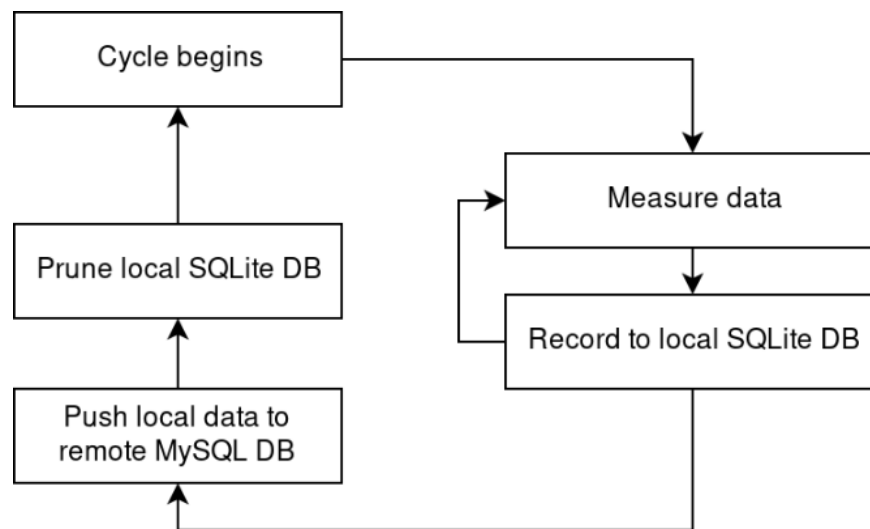 Cycle begins
Measure data
Prune local SQLite DB
Record to local SQLite DB
Push local data to
remote MySQL DB